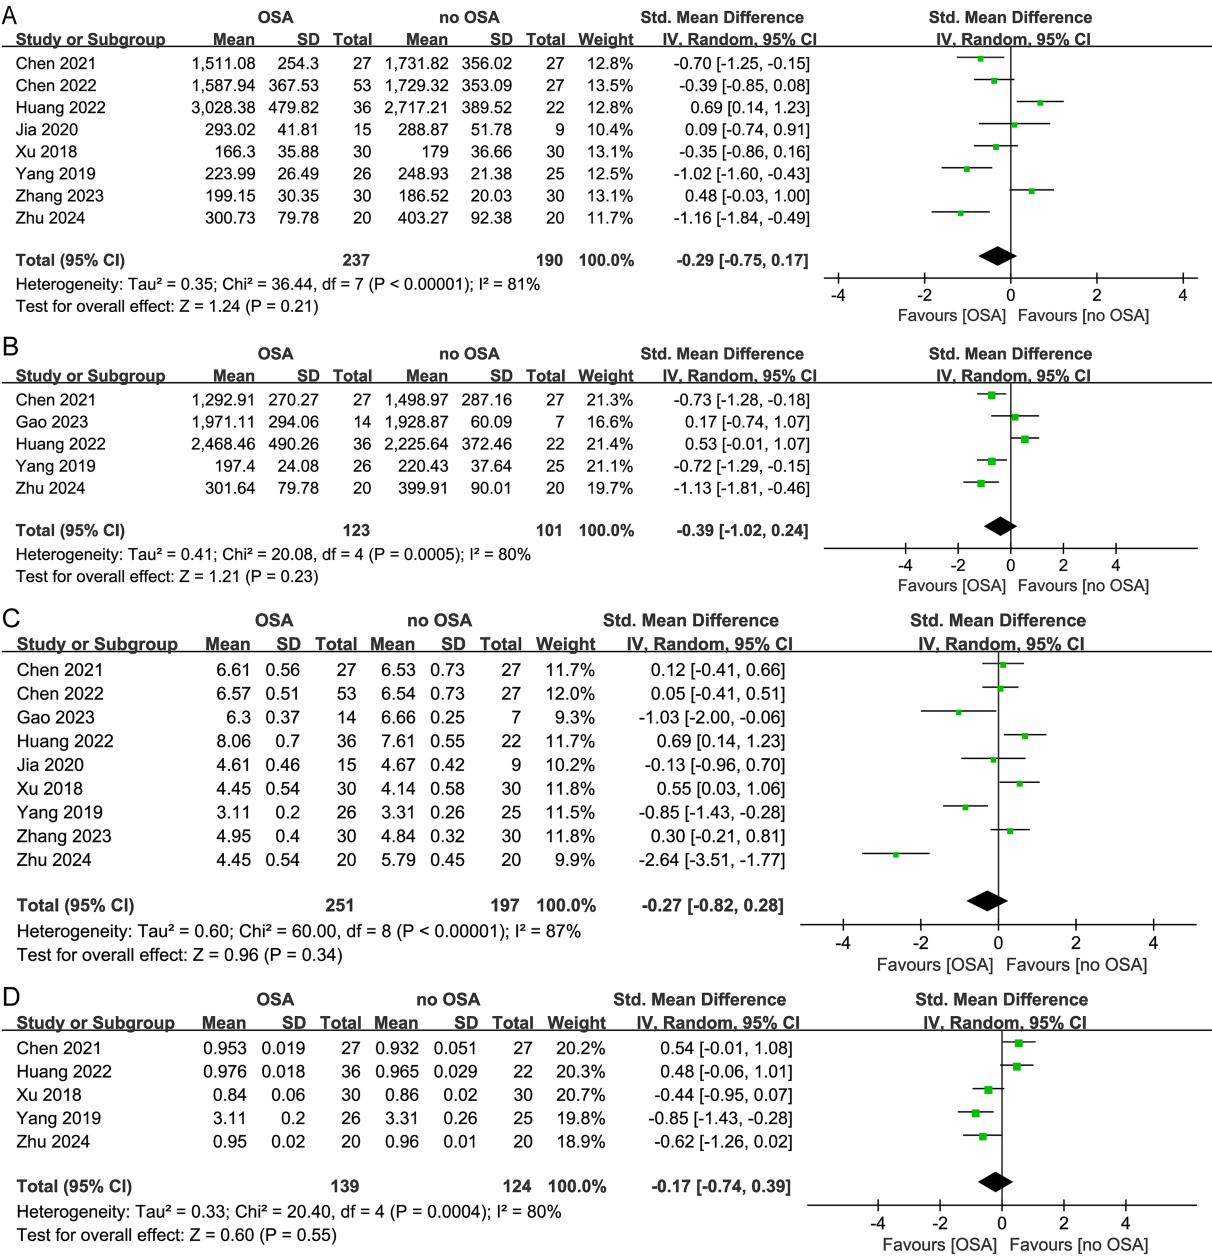 A
OSA no OSA Std. Mean Difference Std. Mean Difference
Study or Subgroup Mean SD Total Mean SD Total Weight IV, Random, 95% CI IV, Random, 95% CI
Chen 2021 1,511.08 254.3 27 1,731.82 356.02 27 12.8% -0.70 [-1.25, -0.15]
Chen 2022 1,587.94 367.53 53 1,729.32 353.09 27 13.5% -0.39 [-0.85, 0.08]
Huang 2022 3,028.38 479.82 36 2,717.21 389.52 22 12.8% 0.69 [0.14, 1.23]
Jia 2020 293.02 41.81 15 288.87 51.78 9 10.4% 0.09 [-0.74, 0.91]
Xu 2018 166.3 35.88 30 179 36.66 30 13.1% -0.35 [-0.86, 0.16]
Yang 2019 223.99 26.49 26 248.93 21.38 25 12.5% -1.02 [-1.60, -0.43]
Zhang 2023 199.15 30.35 30 186.52 20.03 30 13.1% 0.48 [-0.03, 1.00]
Zhu 2024 300.73 79.78 20 403.27 92.38 20 11.7% -1.16 [-1.84, -0.49]
Total (95% CI) 237 190 100.0% -0.29 [-0.75, 0.17]
Heterogeneity: Tau² = 0.35; Chi² = 36.44, df = 7 (P < 0.00001); I² = 81%
Test for overall effect: Z = 1.24 (P = 0.21)
-4 -2 0 2 4
Favours [OSA] Favours [no OSA]
B
OSA no OSA Std. Mean Difference Std. Mean Difference
Study or Subgroup Mean SD Total Mean SD Total Weight IV, Random, 95% CI IV, Random, 95% CI
Chen 2021 1,292.91 270.27 27 1,498.97 287.16 27 21.3% -0.73 [-1.28, -0.18]
Gao 2023 1,971.11 294.06 14 1,928.87 60.09 7 16.6% 0.17 [-0.74, 1.07]
Huang 2022 2,468.46 490.26 36 2,225.64 372.46 22 21.4% 0.53 [-0.01, 1.07]
Yang 2019 197.4 24.08 26 220.43 37.64 25 21.1% -0.72 [-1.29, -0.15]
Zhu 2024 301.64 79.78 20 399.91 90.01 20 19.7% -1.13 [-1.81, -0.46]
Total (95% CI) 123 101 100.0% -0.39 [-1.02, 0.24]
Heterogeneity: Tau² = 0.41; Chi² = 20.08, df = 4 (P = 0.0005); I² = 80%
Test for overall effect: Z = 1.21 (P = 0.23)
-4 -2 0 2 4
Favours [OSA] Favours [no OSA]
C
OSA no OSA Std. Mean Difference Std. Mean Difference
Study or Subgroup Mean SD Total Mean SD Total Weight IV, Random, 95% CI IV, Random, 95% CI
Chen 2021 6.61 0.56 27 6.53 0.73 27 11.7% 0.12 [-0.41, 0.66]
Chen 2022 6.57 0.51 53 6.54 0.73 27 12.0% 0.05 [-0.41, 0.51]
Gao 2023 6.3 0.37 14 6.66 0.25 7 9.3% -1.03 [-2.00, -0.06]
Huang 2022 8.06 0.7 36 7.61 0.55 22 11.7% 0.69 [0.14, 1.23]
Jia 2020 4.61 0.46 15 4.67 0.42 9 10.2% -0.13 [-0.96, 0.70]
Xu 2018 4.45 0.54 30 4.14 0.58 30 11.8% 0.55 [0.03, 1.06]
Yang 2019 3.11 0.2 26 3.31 0.26 25 11.5% -0.85 [-1.43, -0.28]
Zhang 2023 4.95 0.4 30 4.84 0.32 30 11.8% 0.30 [-0.21, 0.81]
Zhu 2024 4.45 0.54 20 5.79 0.45 20 9.9% -2.64 [-3.51, -1.77]
Total (95% CI) 251 197 100.0% -0.27 [-0.82, 0.28]
Heterogeneity: Tau² = 0.60; Chi² = 60.00, df = 8 (P < 0.00001); I² = 87%
Test for overall effect: Z = 0.96 (P = 0.34)
-4 -2 0 2 4
Favours [OSA] Favours [no OSA]
D
OSA no OSA Std. Mean Difference Std. Mean Difference
Study or Subgroup Mean SD Total Mean SD Total Weight IV, Random, 95% CI IV, Random, 95% CI
Chen 2021 0.953 0.019 27 0.932 0.051 27 20.2% 0.54 [-0.01, 1.08]
Huang 2022 0.976 0.018 36 0.965 0.029 22 20.3% 0.48 [-0.06, 1.01]
Xu 2018 0.84 0.06 30 0.86 0.02 30 20.7% -0.44 [-0.95, 0.07]
Yang 2019 3.11 0.2 26 3.31 0.26 25 19.8% -0.85 [-1.43, -0.28]
Zhu 2024 0.95 0.02 20 0.96 0.01 20 18.9% -0.62 [-1.26, 0.02]
Total (95% CI) 139 124 100.0% -0.17 [-0.74, 0.39]
Heterogeneity: Tau² = 0.33; Chi² = 20.40, df = 4 (P = 0.0004); I² = 80%
Test for overall effect: Z = 0.60 (P = 0.55)
-4 -2 0 2 4
Favours [OSA] Favours [no OSA]